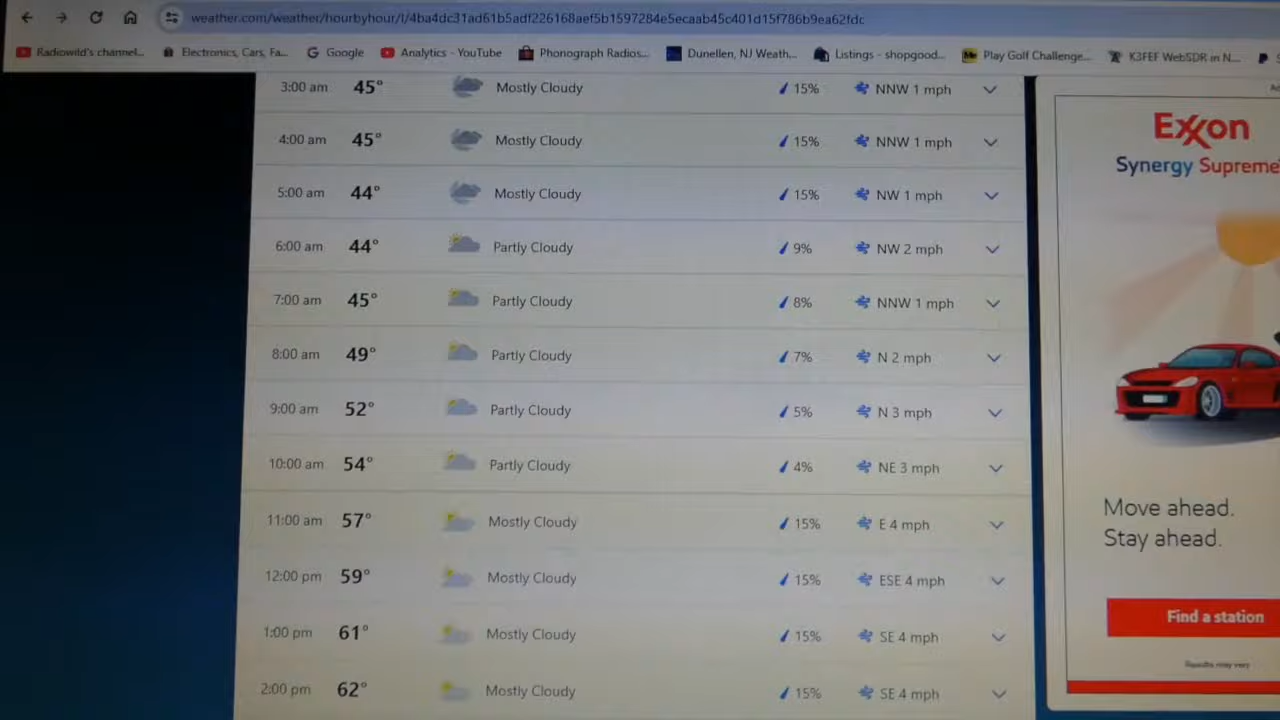 weather.com/weather/hourbyhour/l/4ba4dc31ad61b5adf226168aef5b1597284e5ecaab45c401d15f786b9ea62fdc
Radiowild's channel... Electronics, Cars, Fa... Google Analytics - YouTube Phonograph Radios... Dunellen, NJ Weath... Listings - shopgood... Play Golf Challenge... K3FEF WebSDR in N...
3:00 am 45° Mostly Cloudy 15% NNW 1 mph
4:00 am 45° Mostly Cloudy 15% NNW 1 mph
5:00 am 44° Mostly Cloudy 15% NW 1 mph
6:00 am 44° Partly Cloudy 9% NW 2 mph
7:00 am 45° Partly Cloudy 8% NNW 1 mph
8:00 am 49° Partly Cloudy 7% N 2 mph
9:00 am 52° Partly Cloudy 5% N 3 mph
10:00 am 54° Partly Cloudy 4% NE 3 mph
11:00 am 57° Mostly Cloudy 15% E 4 mph
12:00 pm 59° Mostly Cloudy 15% ESE 4 mph
1:00 pm 61° Mostly Cloudy 15% SE 4 mph
2:00 pm 62° Mostly Cloudy 15% SE 4 mph
Exxon
Synergy Supreme
Move ahead.
Stay ahead.
Find a station
Results may vary